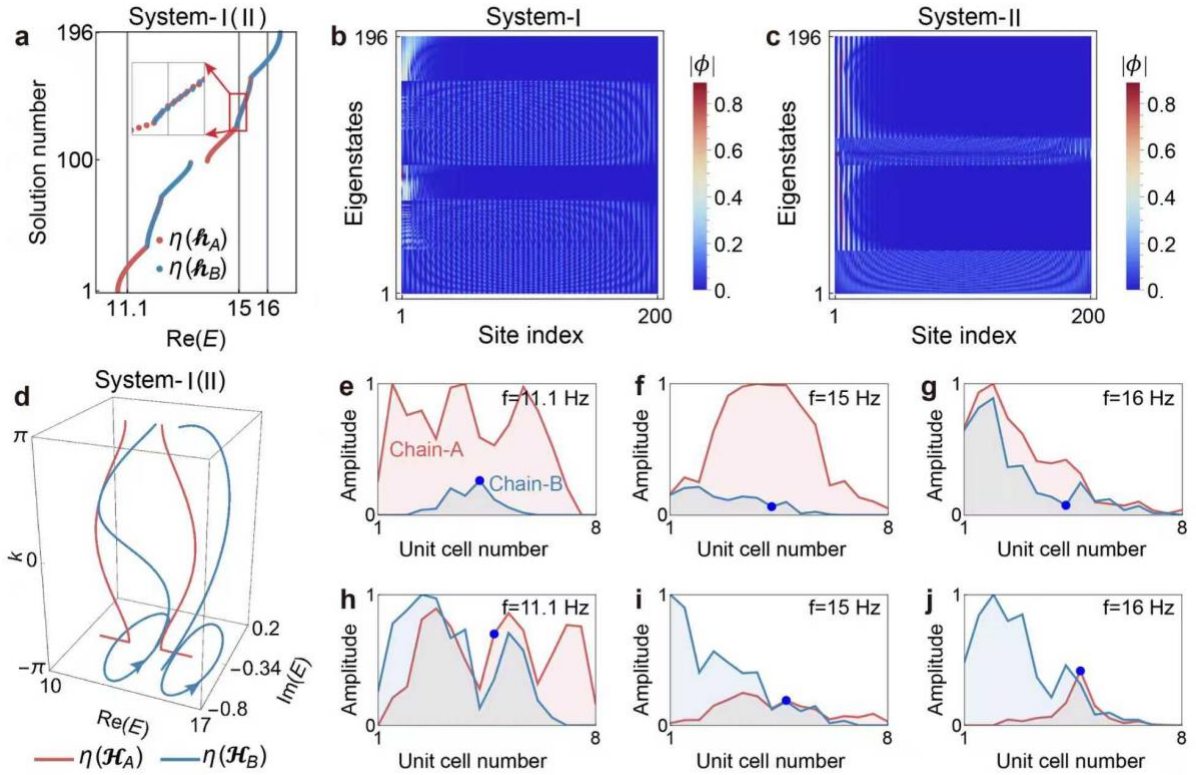 System-I(II)
a
196
100
1
Solution number
η(𝒉_A)
η(𝒉_B)
11.1
15
16
Re(E)
System-I
b
196
1
Eigenstates
1
200
Site index
|ϕ|
0.8
0.6
0.4
0.2
0.
System-II
c
196
1
Eigenstates
1
200
Site index
|ϕ|
0.8
0.6
0.4
0.2
0.
System-I(II)
d
π
k
0
−π
10
Re(E)
17
0.2
−0.34
−0.8
Im(E)
η(𝓗_A)
η(𝓗_B)
e
1
f=11.1 Hz
Amplitude
Chain-A
Chain-B
0
1
8
Unit cell number
f
1
f=15 Hz
Amplitude
0
1
8
Unit cell number
g
1
f=16 Hz
Amplitude
0
1
8
Unit cell number
h
1
f=11.1 Hz
Amplitude
0
1
8
Unit cell number
i
1
f=15 Hz
Amplitude
0
1
8
Unit cell number
j
1
f=16 Hz
Amplitude
0
1
8
Unit cell number